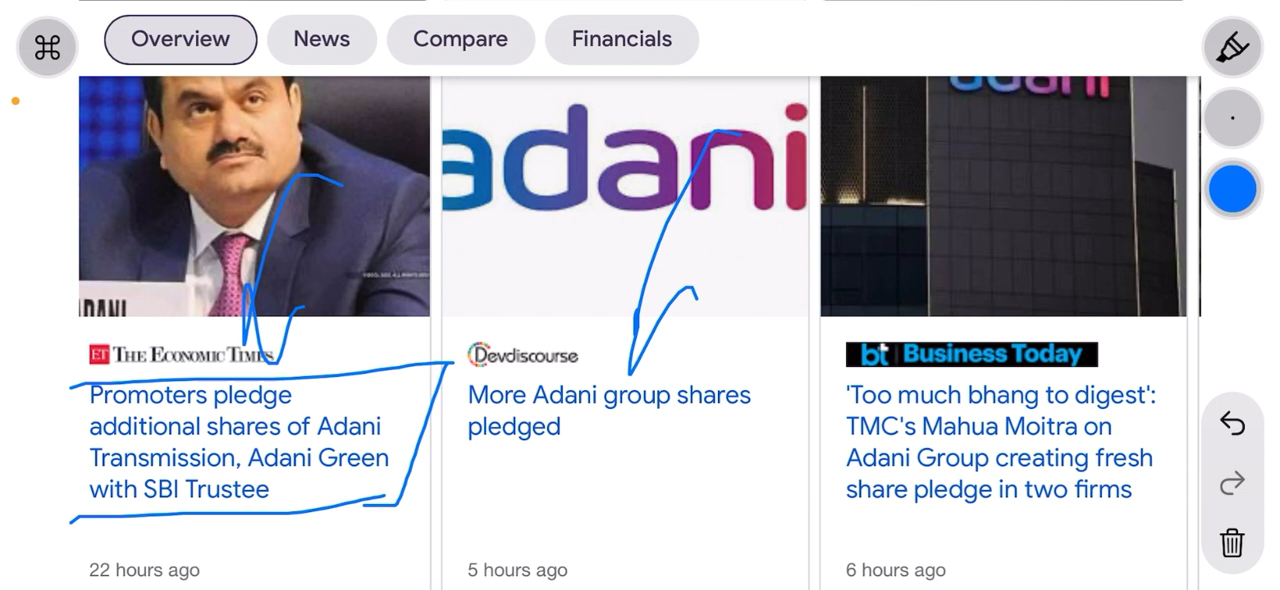 Overview
News
Compare
Financials
adani
adani
ET THE ECONOMIC TIMES
Promoters pledge
additional shares of Adani
Transmission, Adani Green
with SBI Trustee
22 hours ago
Devdiscourse
More Adani group shares
pledged
5 hours ago
bt Business Today
'Too much bhang to digest':
TMC's Mahua Moitra on
Adani Group creating fresh
share pledge in two firms
6 hours ago